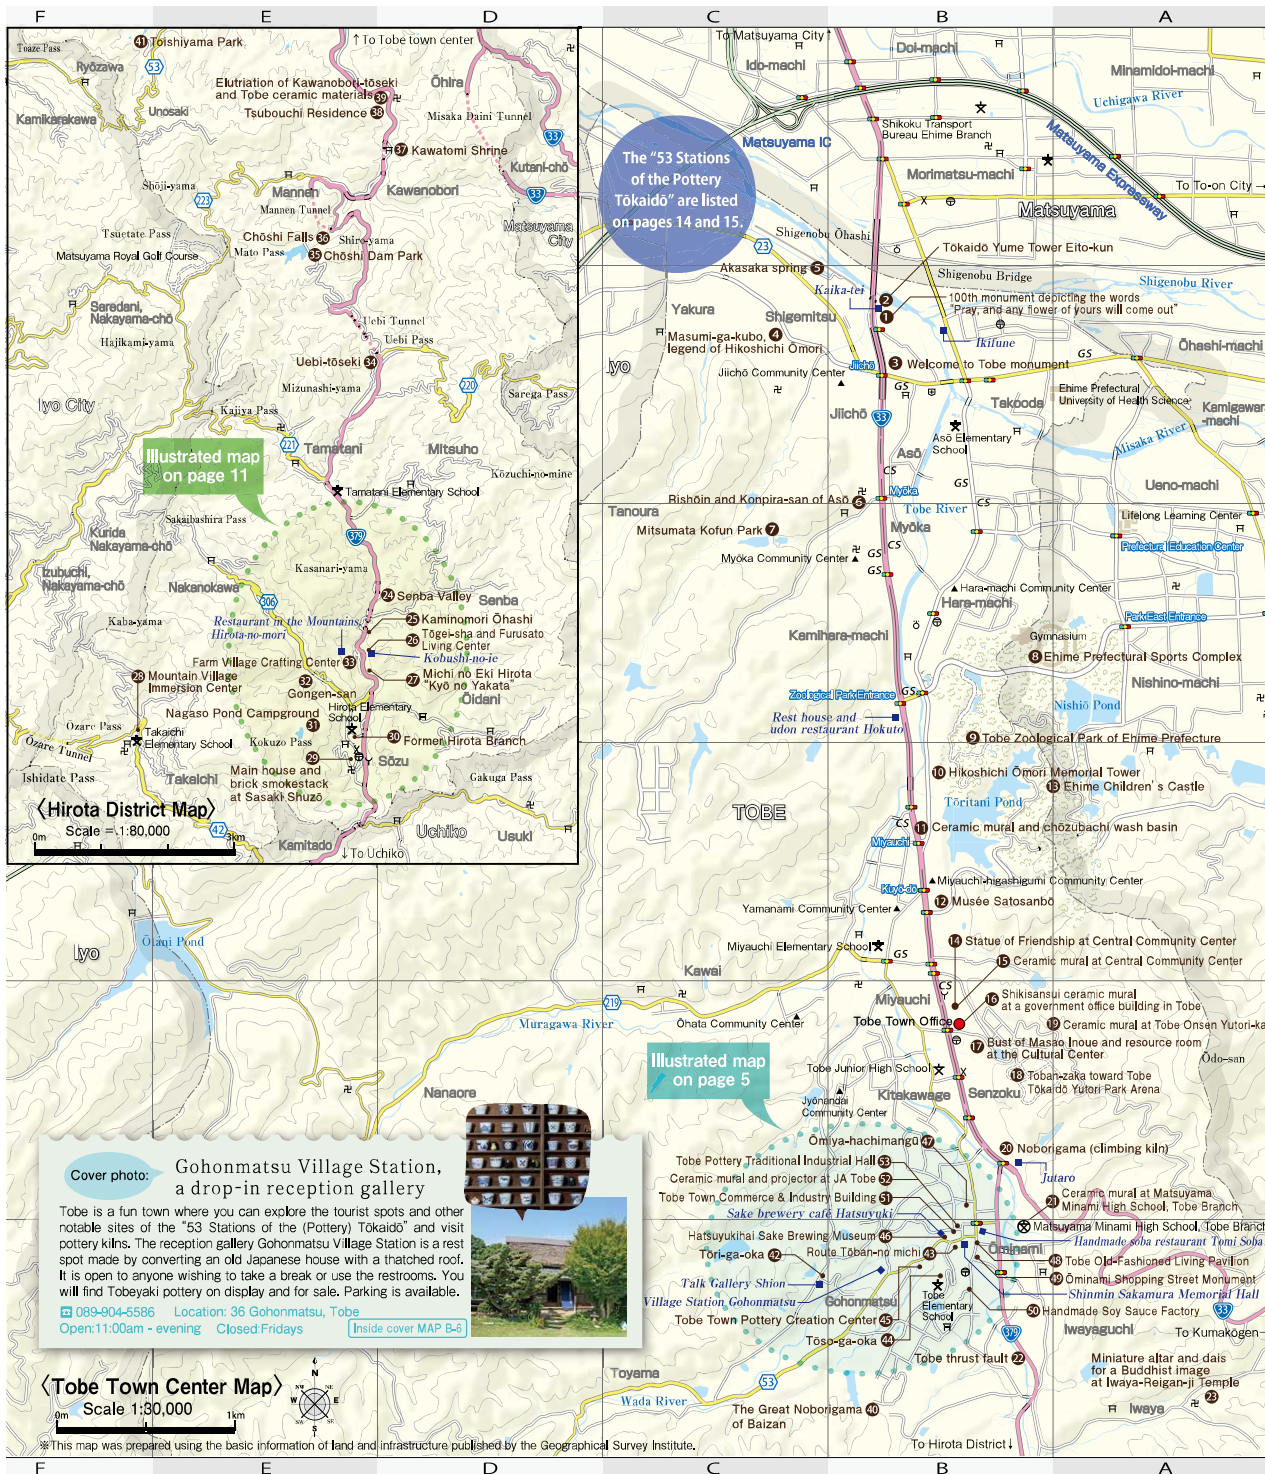 F
E
D
C
B
A
41 Toishiyama Park
↑To Tobe town center
Toaze Pass
Ryōzawa
53
Ōhira
Elutriation of Kawanobori-tōseki
and Tobe ceramic materials 39
Tsubouchi Residence 38
Kamikarakawa
Unosaki
Misaka Daini Tunnel
33
37 Kawatomi Shrine
Kutani-chō
Shōji-yama
223
Mannen
Kawanobori
33
Mannen Tunnel
Tsuetate Pass
Chōshi Falls 36
Shiro-yama
Matsuyama
City
Matsuyama Royal Golf Course
Mato Pass
35 Chōshi Dam Park
Saredani,
Nakayama-chō
Hajikami-yama
Uebi Tunnel
Uebi Pass
Uebi-tōseki 34
Mizunashi-yama
220
Sarega Pass
Iyo City
Kajiya Pass
221
Tamatani
Mitsuho
Illustrated map
on page 11
Kōzuchi-no-mine
Tamatani Elementary School
Sakaibashira Pass
Kurida
Nakayama-chō
379
Kasanari-yama
Izubuchi,
Nakayama-chō
Nakanokawa
306
24 Senba Valley
Senba
Kaba-yama
Restaurant in the Mountains,
Hirota-no-mori
25 Kaminomori Ōhashi
26 Tōgei-sha and Furusato
Living Center
Kobushi-no-ie
Farm Village Crafting Center 33
28 Mountain Village
Immersion Center
32
Gongen-san
27 Michi no Eki Hirota
"Kyō no Yakata"
Ōidani
Hirota Elementary
School
Nagaso Pond Campground
31
Ōzare Pass
Takaichi
Elementary School
Ōzare Tunnel
Kokuzo Pass
30 Former Hirota Branch
29
Sōzu
Ishidate Pass
Takaichi
Main house and
brick smokestack
at Sasaki Shuzō
Gakuga Pass
〈Hirota District Map〉
Scale = 1:80,000
0m
3km
42
Uchiko
Usuki
Kamitado
↓To Uchiko
To Matsuyama City↑
Ido-machi
Doi-machi
Minamidoi-machi
Uchigawa River
Shikoku Transport
Bureau Ehime Branch
Matsuyama IC
Matsuyama Expressway
The "53 Stations
of the Pottery
Tōkaidō" are listed
on pages 14 and 15.
Morimatsu-machi
To To-on City→
Matsuyama
23
Shigenobu Ōhashi
Tōkaidō Yume Tower Eito-kun
Akasaka spring 5
Shigenobu Bridge
Shigenobu River
Kaika-tei
2
1
100th monument depicting the words
"Pray, and any flower of yours will come out"
Yakura
Shigemitsu
Masumi-ga-kubo,
legend of Hikoshichi Ōmori
4
Ikifune
Ōhashi-machi
Iyo
Jiichō
3 Welcome to Tobe monument
GS
Jiichō Community Center
GS
Takooda
Ehime Prefectural
University of Health Science
Jiichō
33
Kamigawara-
machi
Asō Elementary
School
Misaka River
Asō
CS
Rishōin and Konpira-san of Asō 6
Myōka
CS
Ueno-machi
Tanoura
Tobe River
Lifelong Learning Center
Mitsumata Kofun Park 7
Myōka
Prefectural Education Center
CS
Myōka Community Center
GS
GS
Hara-machi Community Center
Hara-machi
Kamihara-machi
Park East Entrance
Gymnasium
8 Ehime Prefectural Sports Complex
Nishino-machi
Zoological Park Entrance
GS
Nishiō Pond
Rest house and
udon restaurant Hokuto
9 Tobe Zoological Park of Ehime Prefecture
10 Hikoshichi Ōmori Memorial Tower
13 Ehime Children's Castle
TOBE
Tōritani Pond
CS
11 Ceramic mural and chōzubachi wash basin
Miyauchi
Miyauchi-higashigumi Community Center
Kuyō-dō
12 Musée Satosanbō
Yamanami Community Center
14 Statue of Friendship at Central Community Center
Miyauchi Elementary School
GS
15 Ceramic mural at Central Community Center
Iyo
Ōtani Pond
Kawai
CS
219
Miyauchi
16 Shikisansui ceramic mural
at a government office building in Tobe
Muragawa River
Ōhata Community Center
Tobe Town Office
19 Ceramic mural at Tobe Onsen Yutori-ka
17 Bust of Masao Inoue and resource room
at the Cultural Center
Ōdo-san
Illustrated map
on page 5
Tobe Junior High School
18 Toban-zaka toward Tobe
Tōkaidō Yutori Park Arena
Nanaore
Jyōnandai
Community Center
Kitakawage
Senzoku
Ōmiya-hachimangū 47
20 Noborigama (climbing kiln)
Tobe Pottery Traditional Industrial Hall 53
Jutaro
Ceramic mural and projector at JA Tobe 52
21 Ceramic mural at Matsuyama
Minami High School, Tobe Branch
Tobe Town Commerce & Industry Building 51
Sake brewery café Hatsuyuki
Matsuyama Minami High School, Tobe Branch
Hatsuyukihai Sake Brewing Museum 46
Handmade soba restaurant Tomi Soba
Tori-ga-oka 42
Route Tōban-no michi 43
Ōminami
48 Tobe Old-Fashioned Living Pavilion
Talk Gallery Shion
49 Ōminami Shopping Street Monument
Shinmin Sakamura Memorial Hall
Village Station Gohonmatsu
Gohonmatsu
Tobe
Elementary
School
50 Handmade Soy Sauce Factory
33
Tobe Town Pottery Creation Center 45
Iwayaguchi
To Kumakōgen→
Tōso-ga-oka 44
379
Tobe thrust fault 22
Miniature altar and dais
for a Buddhist image
at Iwaya-Reigan-ji Temple
23
Toyama
53
Wada River
The Great Noborigama
of Baizan
40
Iwaya
To Hirota District↓
Cover photo:
Gohonmatsu Village Station,
a drop-in reception gallery
Tobe is a fun town where you can explore the tourist spots and other
notable sites of the "53 Stations of the (Pottery) Tōkaidō" and visit
pottery kilns. The reception gallery Gohonmatsu Village Station is a rest
spot made by converting an old Japanese house with a thatched roof.
It is open to anyone wishing to take a break or use the restrooms. You
will find Tobeyaki pottery on display and for sale. Parking is available.
089-904-5586 Location: 36 Gohonmatsu, Tobe
Open:11:00am - evening Closed:Fridays
Inside cover MAP B-6
〈Tobe Town Center Map〉
Scale 1:30,000
0m
1km
N
NW
NE
W
E
SW
SE
S
※This map was prepared using the basic information of land and infrastructure published by the Geographical Survey Institute.
F
E
D
C
B
A